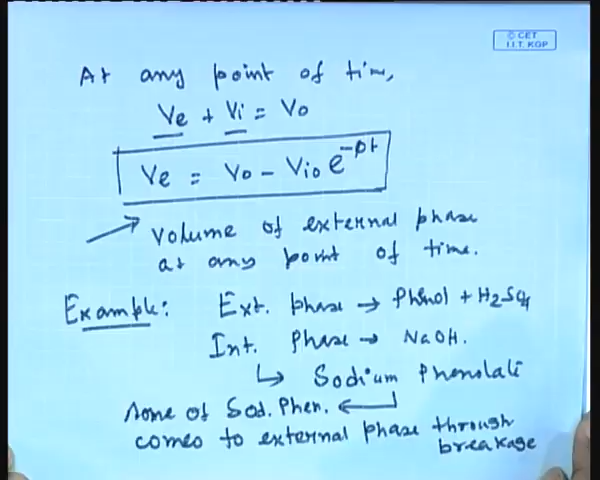 © CET
I.I.T. KGP
At any point of time,
Ve + Vi = Vo
Ve = Vo - Vio e^-βt
Volume of external phase
at any point of time.
Example: Ext. phase → Phenol + H2SO4
Int. Phase → NaOH.
↳ Sodium Phenolate
None of Sod. Phen. ←
comes to external phase through
breakage